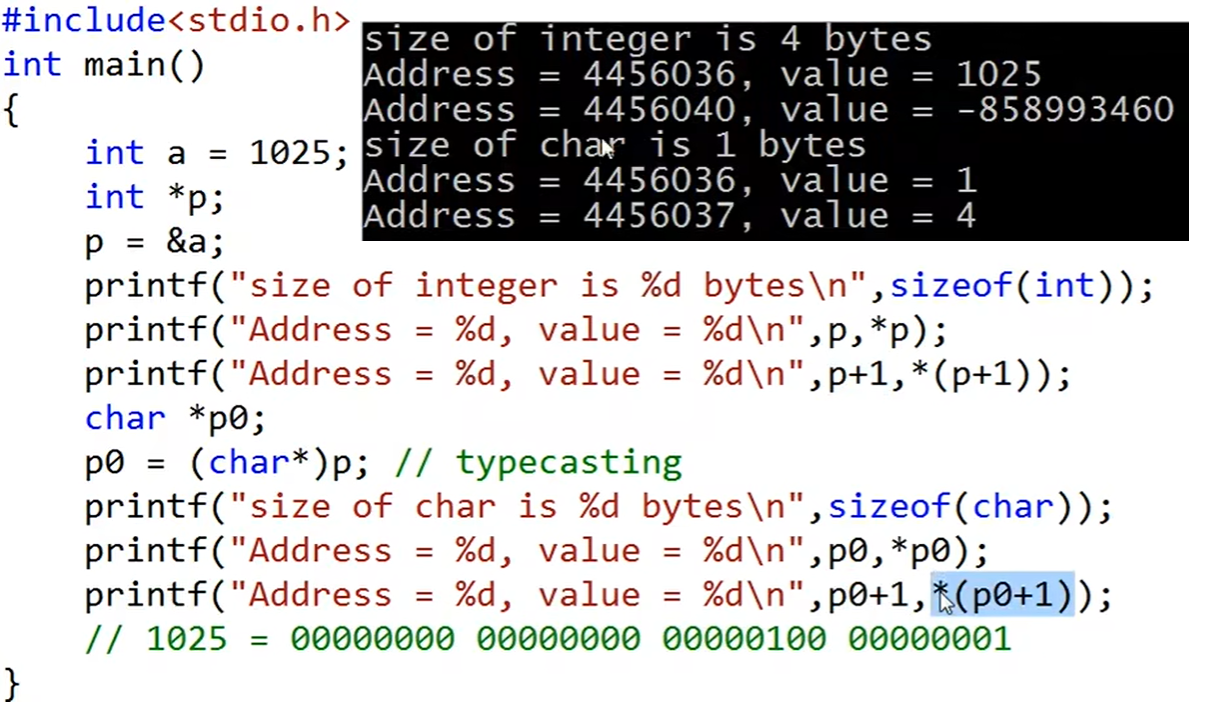 #include<stdio.h>
int main()
{
int a = 1025;
int *p;
p = &a;
printf("size of integer is %d bytes\n",sizeof(int));
printf("Address = %d, value = %d\n",p,*p);
printf("Address = %d, value = %d\n",p+1,*(p+1));
char *p0;
p0 = (char*)p; // typecasting
printf("size of char is %d bytes\n",sizeof(char));
printf("Address = %d, value = %d\n",p0,*p0);
printf("Address = %d, value = %d\n",p0+1,*(p0+1));
// 1025 = 00000000 00000000 00000100 00000001
}
size of integer is 4 bytes
Address = 4456036, value = 1025
Address = 4456040, value = -858993460
size of char is 1 bytes
Address = 4456036, value = 1
Address = 4456037, value = 4